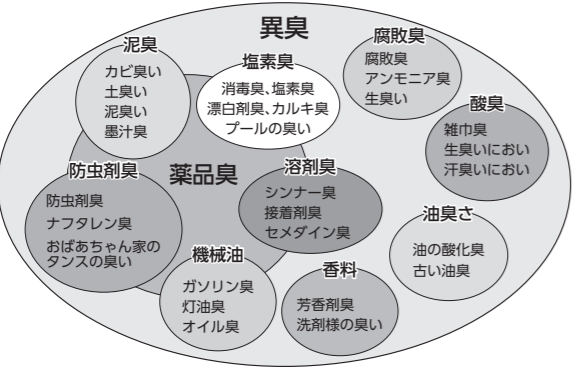 異臭
泥臭
カビ臭い
土臭い
泥臭い
墨汁臭
塩素臭
消毒臭、塩素臭
漂白剤臭、カルキ臭
プールの臭い
腐敗臭
腐敗臭
アンモニア臭
生臭い
酸臭
雑巾臭
生臭いにおい
汗臭いにおい
薬品臭
防虫剤臭
防虫剤臭
ナフタレン臭
おばあちゃん家の
タンスの臭い
溶剤臭
シンナー臭
接着剤臭
セメダイン臭
油臭さ
油の酸化臭
古い油臭
機械油
ガソリン臭
灯油臭
オイル臭
香料
芳香剤臭
洗剤様の臭い